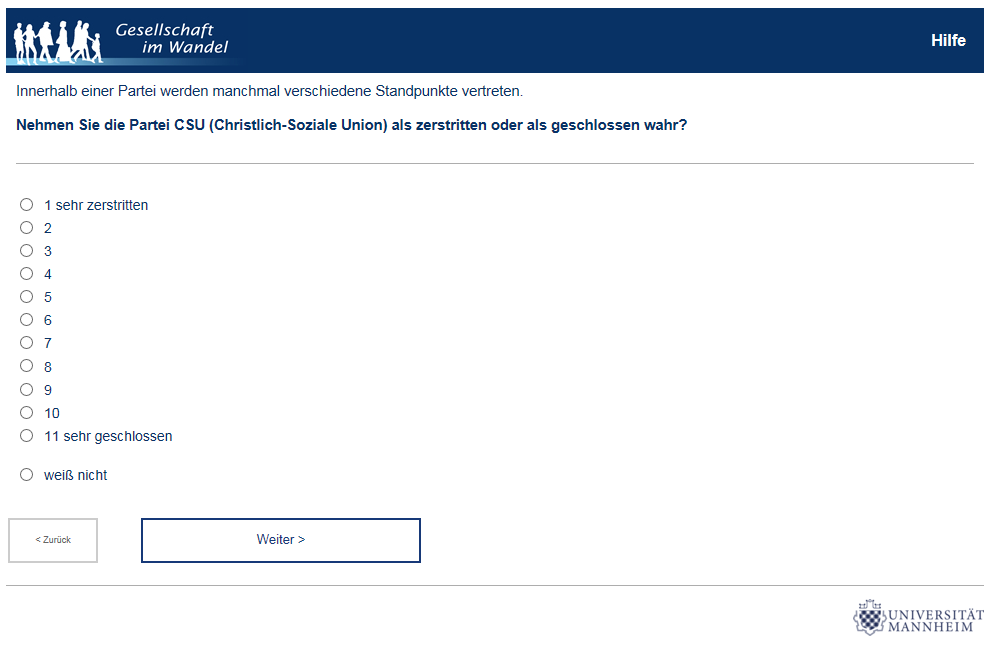 Gesellschaft
im Wandel
Hilfe
Innerhalb einer Partei werden manchmal verschiedene Standpunkte vertreten.
Nehmen Sie die Partei CSU (Christlich-Soziale Union) als zerstritten oder als geschlossen wahr?
1 sehr zerstritten
2
3
4
5
6
7
8
9
10
11 sehr geschlossen
weiß nicht
< Zurück
Weiter >
UNIVERSITÄT
MANNHEIM